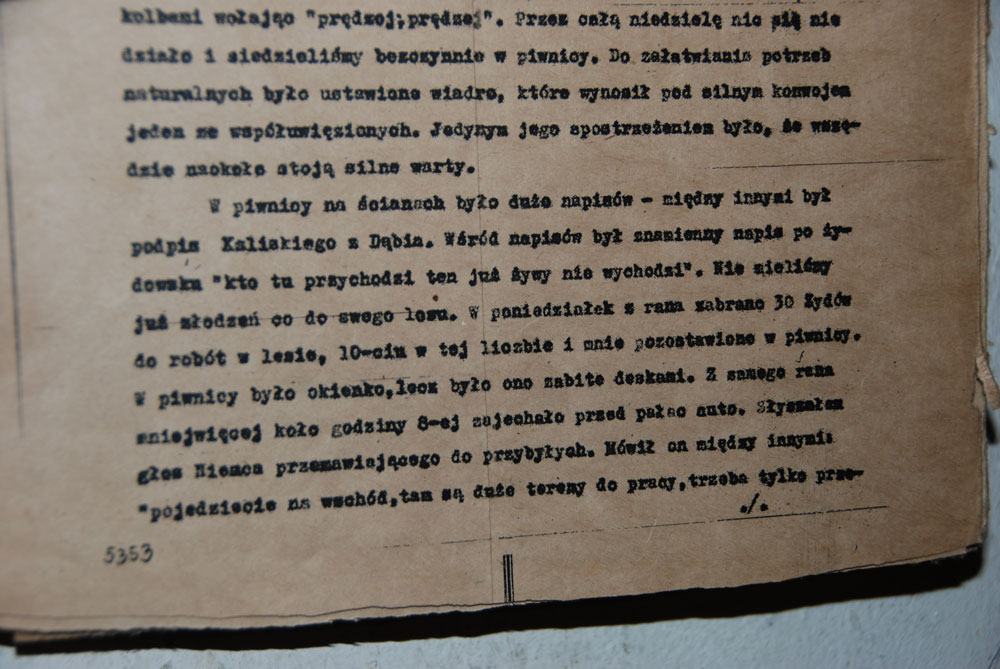 kolbami wołając "prędzej, prędzej". Przez całą niedzielę nic się nie
działo i siedzieliśmy bezczynnie w piwnicy. Do załatwiania potrzeb
naturalnych było ustawione wiadro, które wynosił pod silnym konwojem
jeden ze współuwięzionych. Jedynym jego spostrzeżeniem było, że wszę-
dzie naokoło stoją silne warty.
W piwnicy na ścianach było duże napisów - między innymi był
podpis Kaliskiego z Dąbia. Wśród napisów był znamienny napis po ży-
dowsku "kto tu przychodzi ten już żywy nie wychodzi". Nie mieliśmy
już złudzeń co do swego losu. W poniedziałek z rana zabrano 30 Żydów
do robót w lesie, 10-ciu w tej liczbie i mnie pozostawiono w piwnicy.
W piwnicy było okienko, lecz było ono zabite deskami. Z samego rana
mniejwięcej koło godziny 8-ej zajechało przed pałac auto. Słyszałem
głos Niemca przemawiającego do przybyłych. Mówił on między innymi:
"pojedziecie na wschód, tam są duże tereny do pracy, trzeba tylko prze-
./.
5353